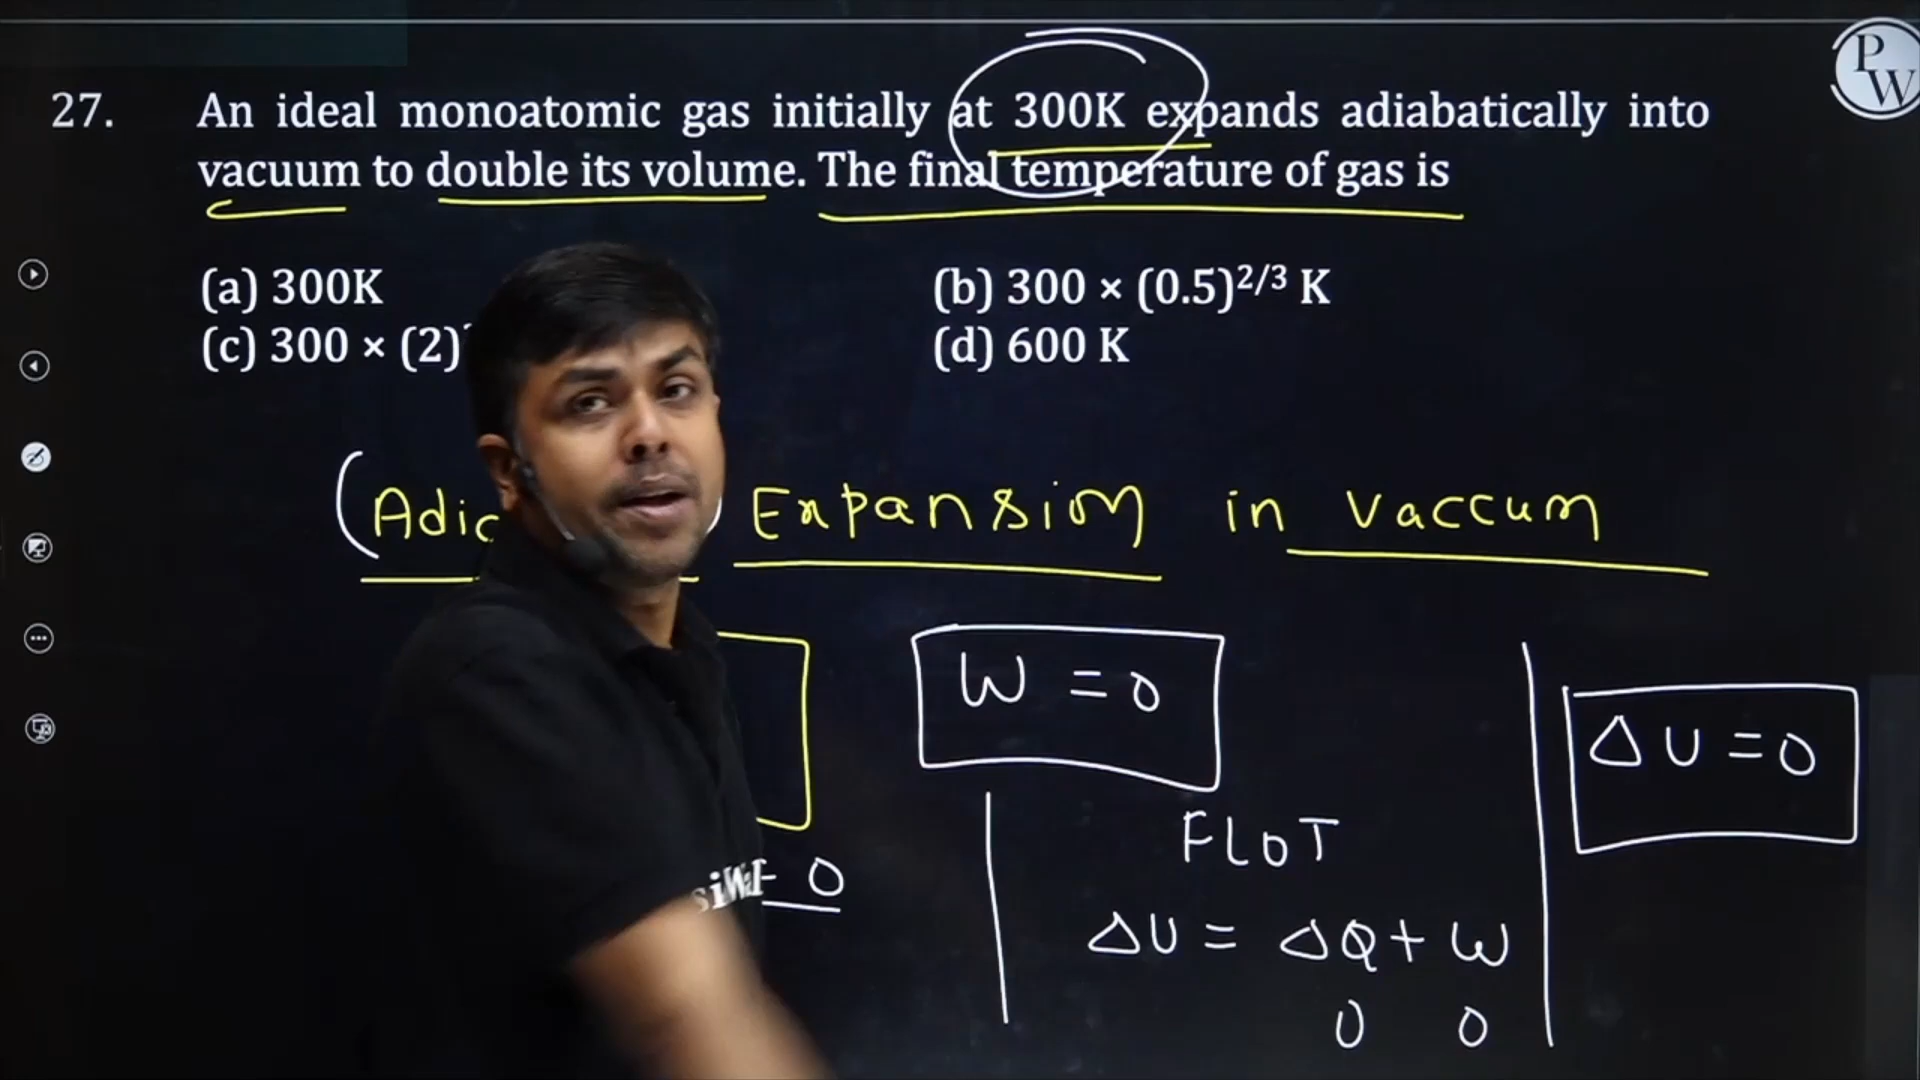 27. An ideal monoatomic gas initially at 300K expands adiabatically into
vacuum to double its volume. The final temperature of gas is
(a) 300K
(b) 300 × (0.5)^2/3 K
(c) 300 × (2)
(d) 600 K
Expansion in vaccum
W = 0
ΔU = 0
FLOT
= 0
ΔU = ΔQ + W
0 0
PW